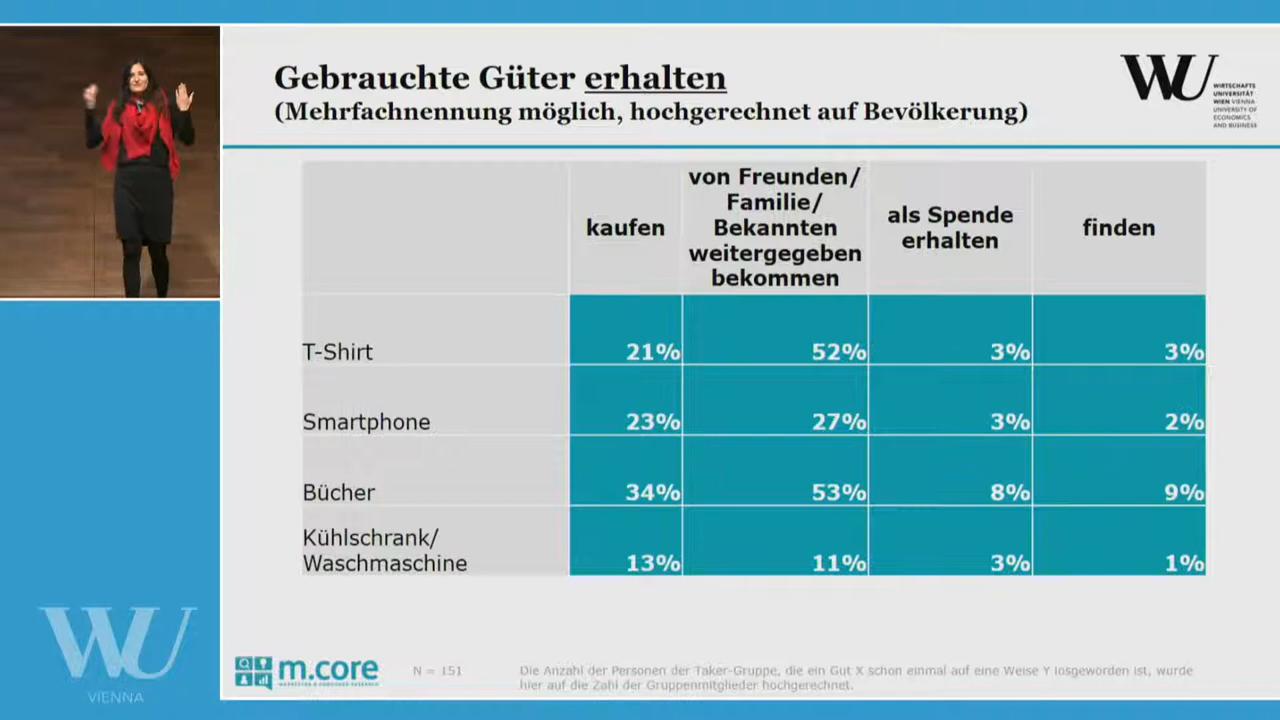 Gebrauchte Güter erhalten
(Mehrfachnennung möglich, hochgerechnet auf Bevölkerung)
WU
WIRTSCHAFTS
UNIVERSITÄT
WIEN VIENNA
UNIVERSITY OF
ECONOMICS
AND BUSINESS
kaufen
von Freunden/
Familie/
Bekannten
weitergegeben
bekommen
als Spende
erhalten
finden
T-Shirt 21% 52% 3% 3%
Smartphone 23% 27% 3% 2%
Bücher 34% 53% 8% 9%
Kühlschrank/
Waschmaschine 13% 11% 3% 1%
WU
VIENNA
m.core
MARKETING & CONSUMER RESEARCH
N = 151
Die Anzahl der Personen der Taker-Gruppe, die ein Gut X schon einmal auf eine Weise Y losgeworden ist, wurde
hier auf die Zahl der Gruppenmitglieder hochgerechnet.